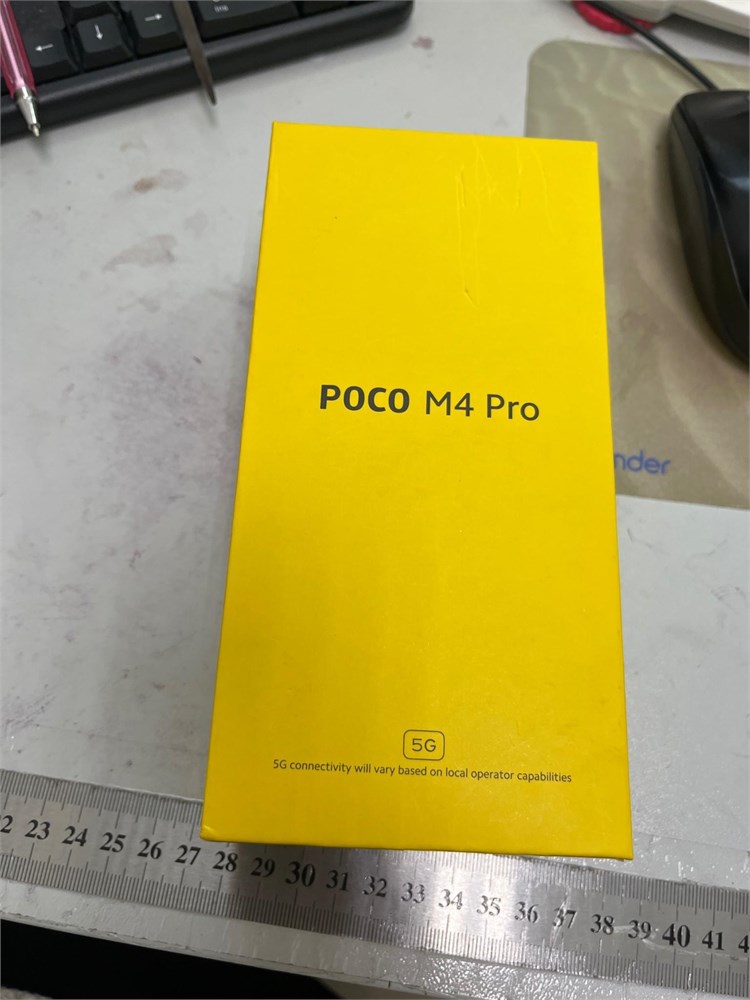 POCO M4 Pro
nder
5G
5G connectivity will vary based on local operator capabilities
23 24 25 26 27 28 29 30 31 32 33 34 35 36 37 38 39 40 41